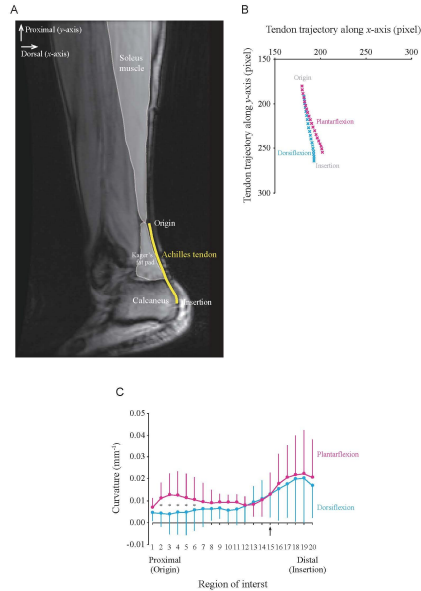 A
Proximal (y-axis)
Dorsal (x-axis)
Soleus
muscle
Origin
Kager's
fat pad
Achilles tendon
Calcaneus
Insertion
B
Tendon trajectory along x-axis (pixel)
100 200 300
Tendon trajectory along y-axis (pixel)
150
200
250
300
Origin
Plantarflexion
Dorsiflexion
Insertion
C
Curvature (mm⁻¹)
0.05
0.04
0.03
0.02
0.01
0.00
-0.01
Plantarflexion
Dorsiflexion
1 2 3 4 5 6 7 8 9 10 11 12 13 14 15 16 17 18 19 20
Proximal
(Origin)
Distal
(Insertion)
Region of interst